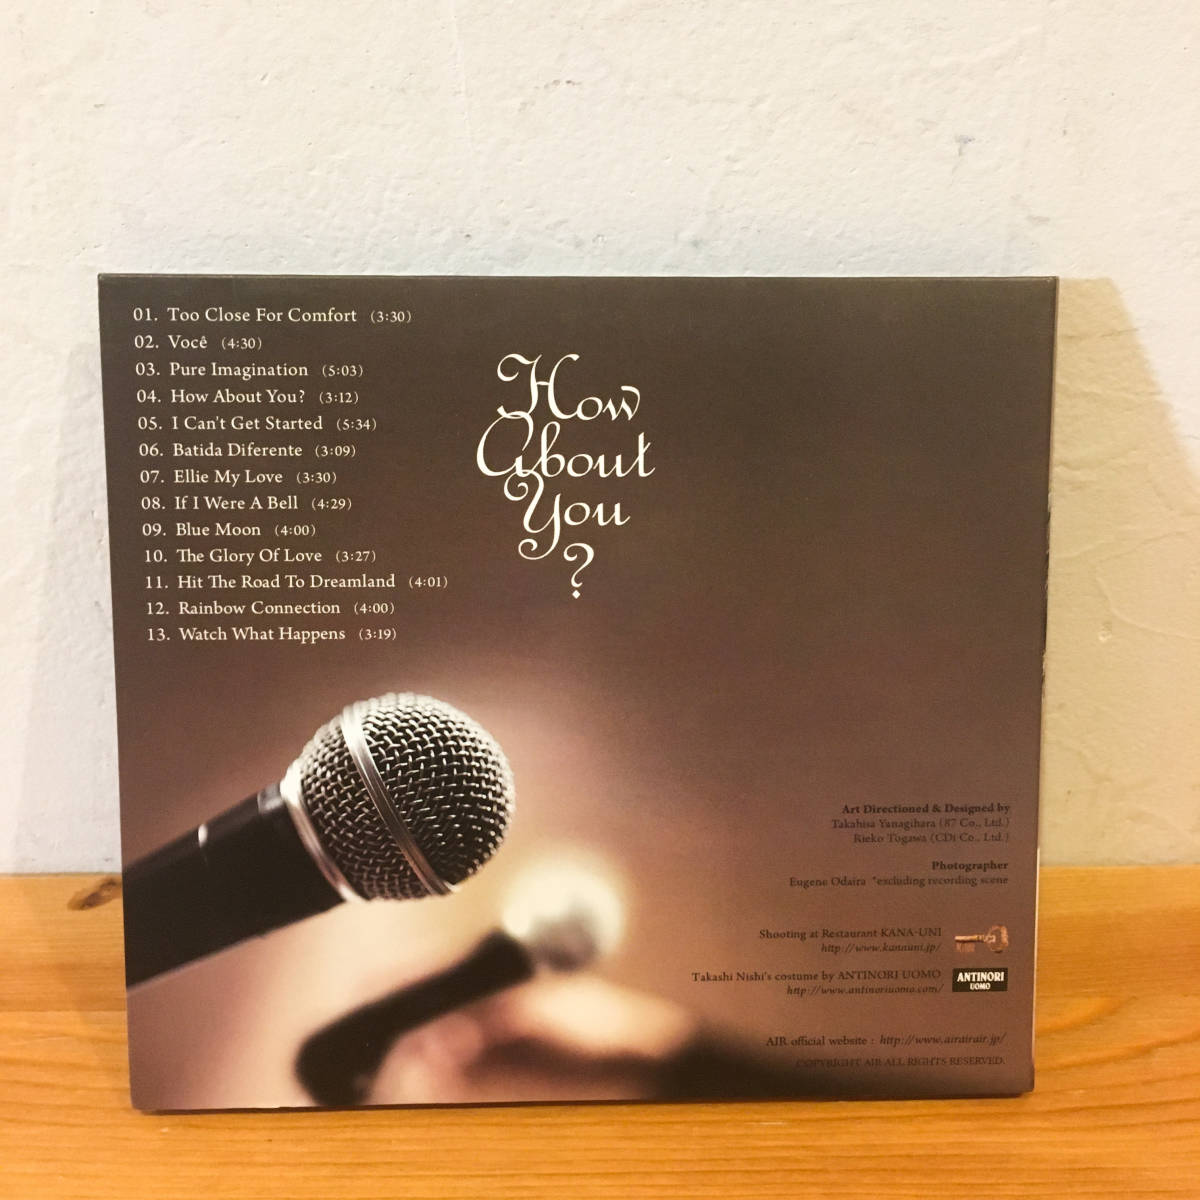 01. Too Close For Comfort (3:30)
02. Você (4:30)
03. Pure Imagination (5:03)
04. How About You? (3:12)
05. I Can't Get Started (5:34)
06. Batida Diferente (3:09)
07. Ellie My Love (3:30)
08. If I Were A Bell (4:29)
09. Blue Moon (4:00)
10. The Glory Of Love (3:27)
11. Hit The Road To Dreamland (4:01)
12. Rainbow Connection (4:00)
13. Watch What Happens (3:19)
How
About
You
?
Art Directioned & Designed by
Takahisa Yanagihara (87 Co., Ltd.)
Rieko Togawa (CDi Co., Ltd.)
Photographer
Eugene Odaira *excluding recording scene
Shooting at Restaurant KANA-UNI
http://www.kanauni.jp/
Takashi Nishi's costume by ANTINORI UOMO
http://www.antinoriuomo.com/
ANTINORI
UOMO
AIR official website : http://www.airairair.jp/
COPYRIGHT AIR ALL RIGHTS RESERVED.